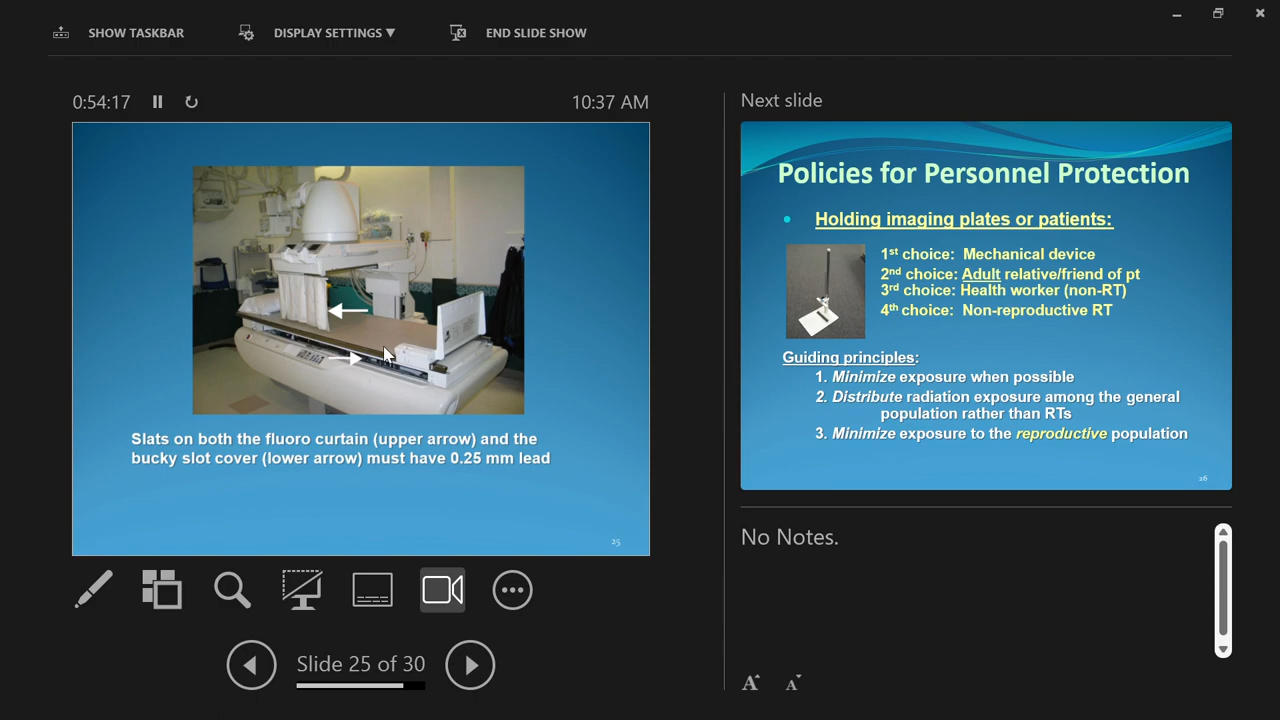 SHOW TASKBAR
DISPLAY SETTINGS ▼
END SLIDE SHOW
0:54:17
10:37 AM
Slats on both the fluoro curtain (upper arrow) and the
bucky slot cover (lower arrow) must have 0.25 mm lead
25
Slide 25 of 30
Next slide
Policies for Personnel Protection
• Holding imaging plates or patients:
1st choice: Mechanical device
2nd choice: Adult relative/friend of pt
3rd choice: Health worker (non-RT)
4th choice: Non-reproductive RT
Guiding principles:
1. Minimize exposure when possible
2. Distribute radiation exposure among the general
population rather than RTs
3. Minimize exposure to the reproductive population
26
No Notes.
A A